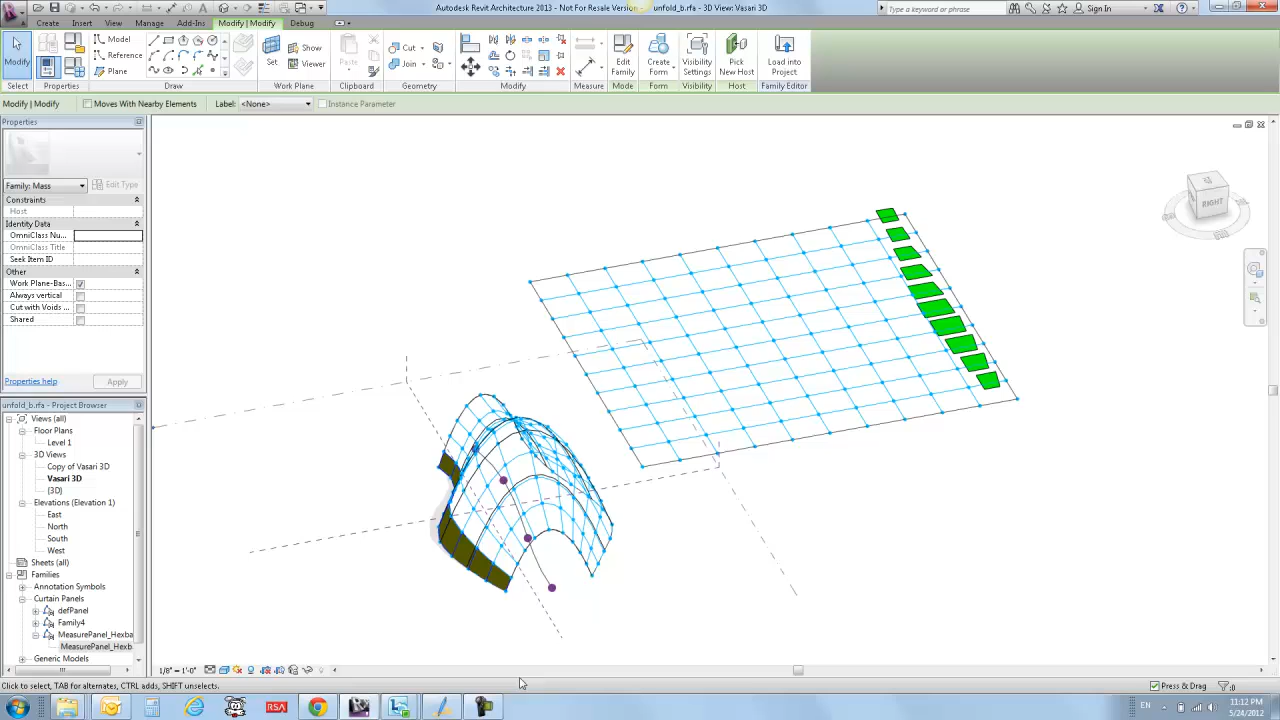 Autodesk Revit Architecture 2013 - Not For Resale Version - unfold_b.rfa - 3D View: Vasari 3D
Type a keyword or phrase
Sign In
Create
Insert
View
Manage
Add-Ins
Modify | Modify
Debug
Modify
Model
Reference
Plane
Set
Show
Viewer
Paste
Cut
Join
Edit
Family
Create
Form
Visibility
Settings
Pick
New Host
Load into
Project
Select
Properties
Draw
Work Plane
Clipboard
Geometry
Modify
Measure
Mode
Form
Visibility
Host
Family Editor
Modify | Modify
Moves With Nearby Elements
Label:
<None>
Instance Parameter
Properties
Family: Mass
Edit Type
Constraints
Host
Identity Data
OmniClass Nu...
OmniClass Title
Seek Item ID
Other
Work Plane-Bas...
Always vertical
Cut with Voids ...
Shared
Properties help
Apply
unfold_b.rfa - Project Browser
Views (all)
Floor Plans
Level 1
3D Views
Copy of Vasari 3D
Vasari 3D
{3D}
Elevations (Elevation 1)
East
North
South
West
Sheets (all)
Families
Annotation Symbols
Curtain Panels
defPanel
Family4
MeasurePanel_Hexba
MeasurePanel_Hexb
Generic Models
RIGHT
1/8" = 1'-0"
Click to select, TAB for alternates, CTRL adds, SHIFT unselects.
Press & Drag
:0
RSA
EN
11:12 PM
5/24/2012